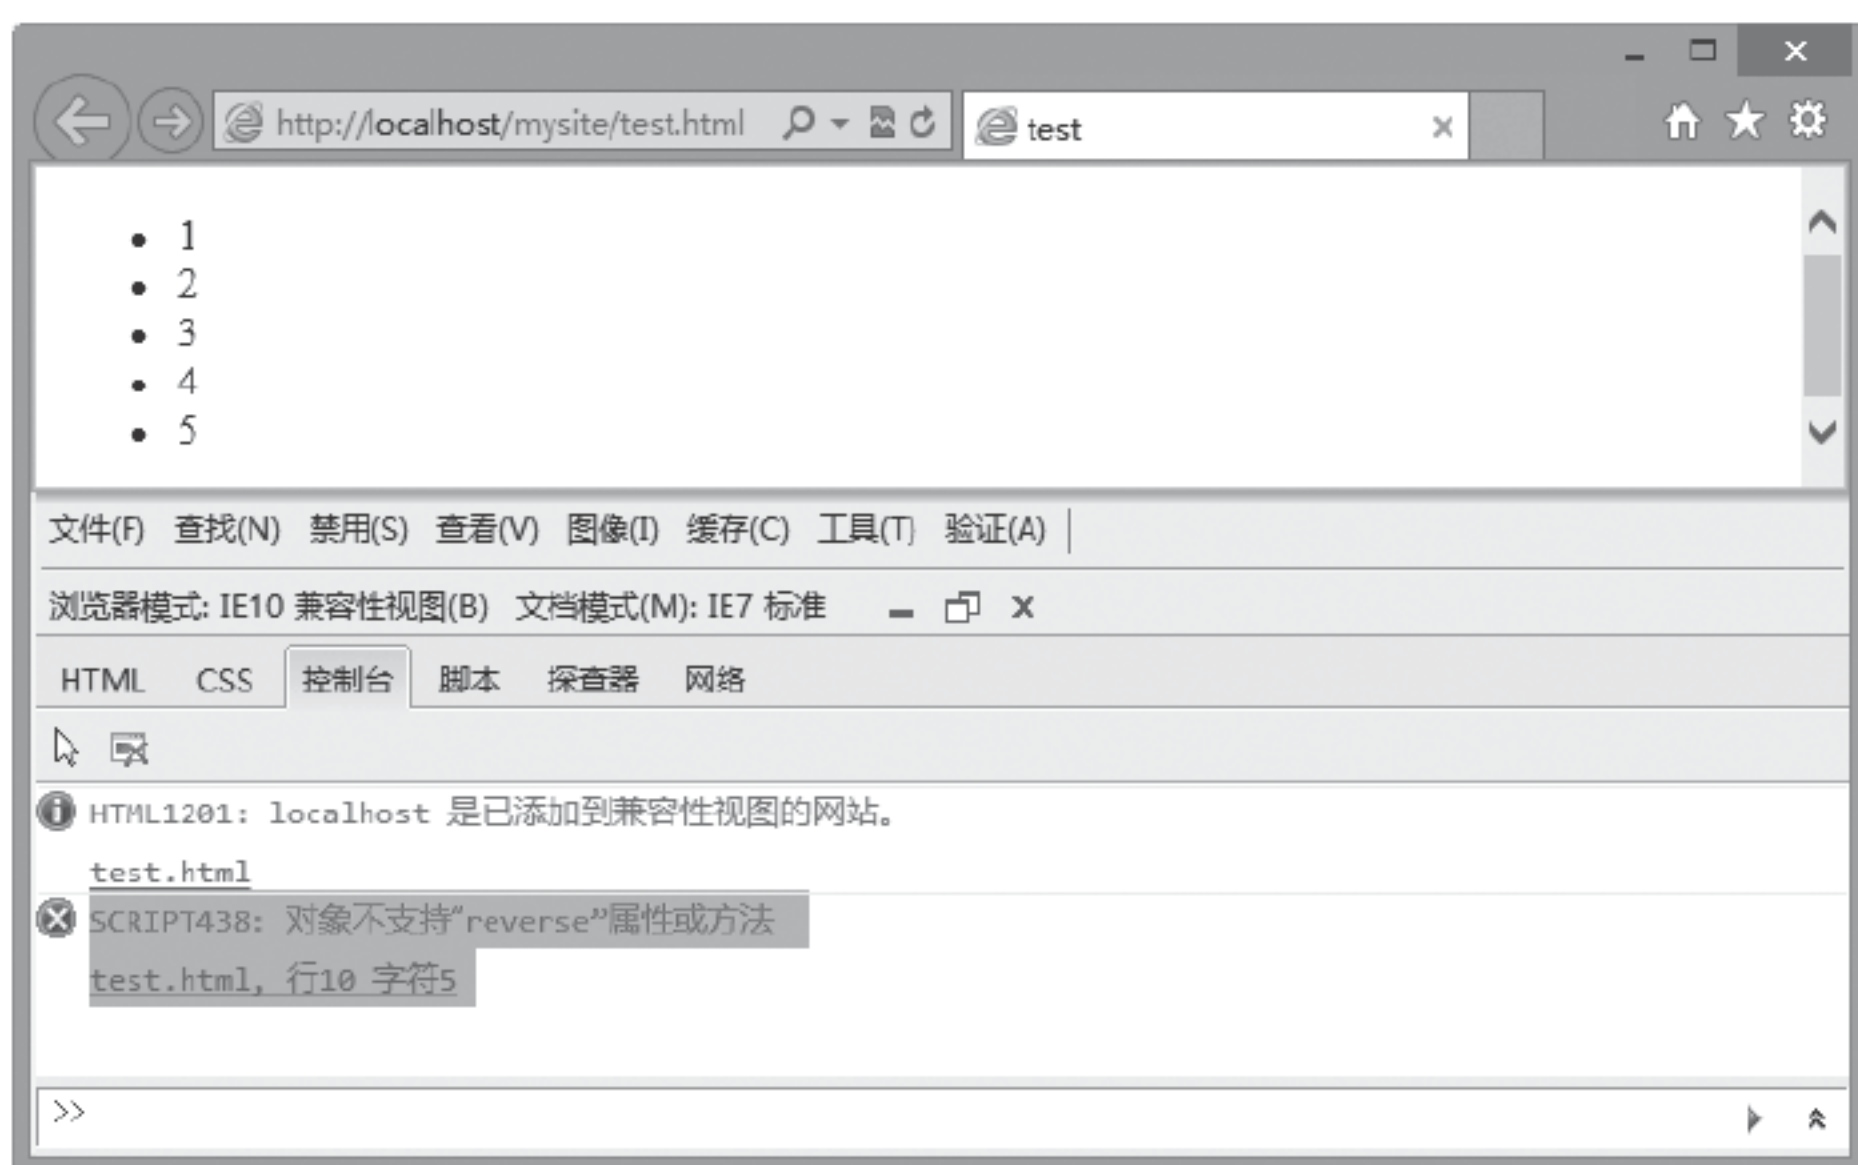 http://localhost/mysite/test.html
test
1
2
3
4
5
文件(F) 查找(N) 禁用(S) 查看(V) 图像(I) 缓存(C) 工具(T) 验证(A)
浏览器模式: IE10 兼容性视图(B) 文档模式(M): IE7 标准
HTML CSS 控制台 脚本 探查器 网络
HTML1201: localhost 是已添加到兼容性视图的网站。
test.html
SCRIPT438: 对象不支持“reverse”属性或方法
test.html, 行10 字符5
>>